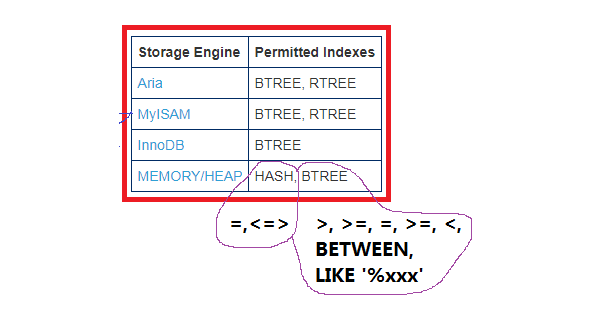 Storage Engine Permitted Indexes
Aria BTREE, RTREE
MyISAM BTREE, RTREE
InnoDB BTREE
MEMORY/HEAP HASH, BTREE
=,<=> >, >=, =, >=, <,
BETWEEN,
LIKE '%xxx'